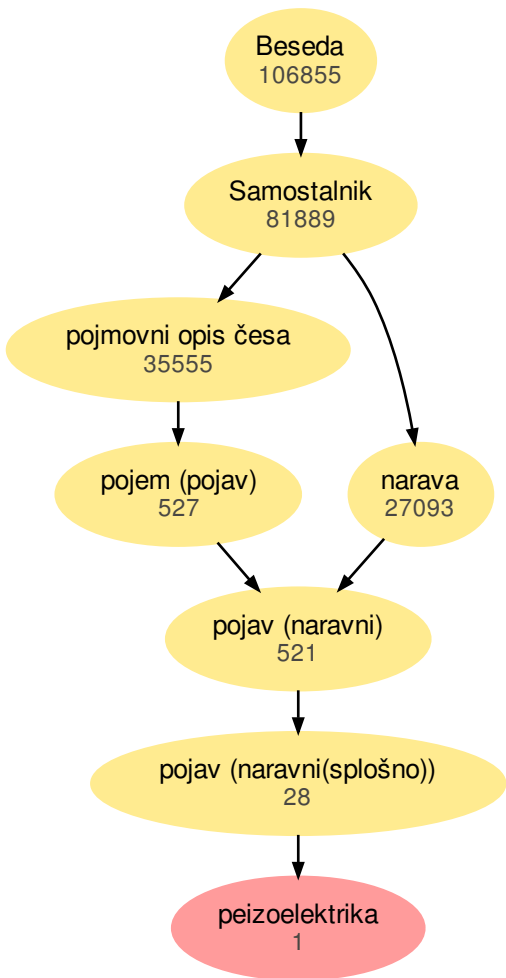 Beseda
106855
Samostalnik
81889
pojmovni opis česa
35555
pojem (pojav)
527
narava
27093
pojav (naravni)
521
pojav (naravni(splošno))
28
peizoelektrika
1